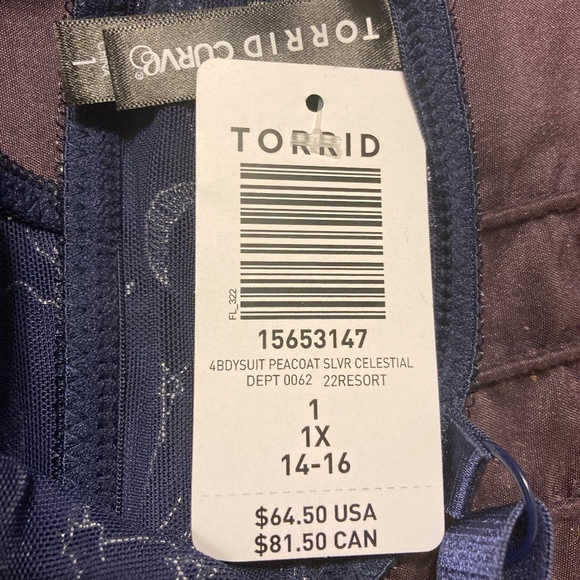 TORRID CURVE
1
TORRID
FL_322
15653147
4BDYSUIT PEACOAT SLVR CELESTIAL
DEPT 0062 22RESORT
1
1X
14-16
$64.50 USA
$81.50 CAN